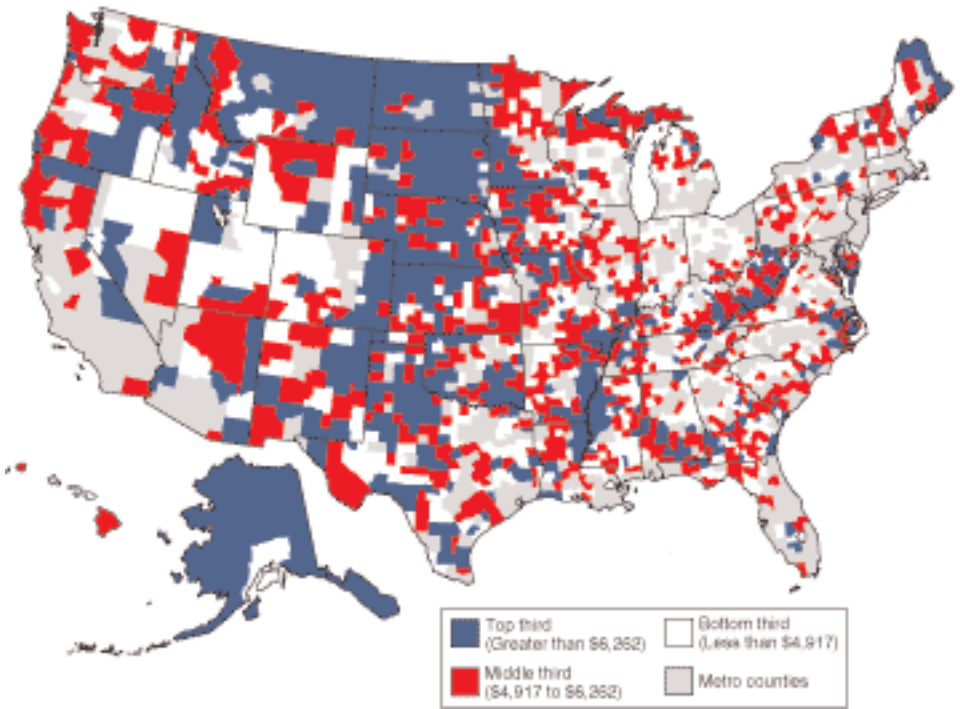 Top third
(Greater than $6,262)
Bottom third
(Less than $4,917)
Middle third
($4,917 to $6,262)
Metro counties